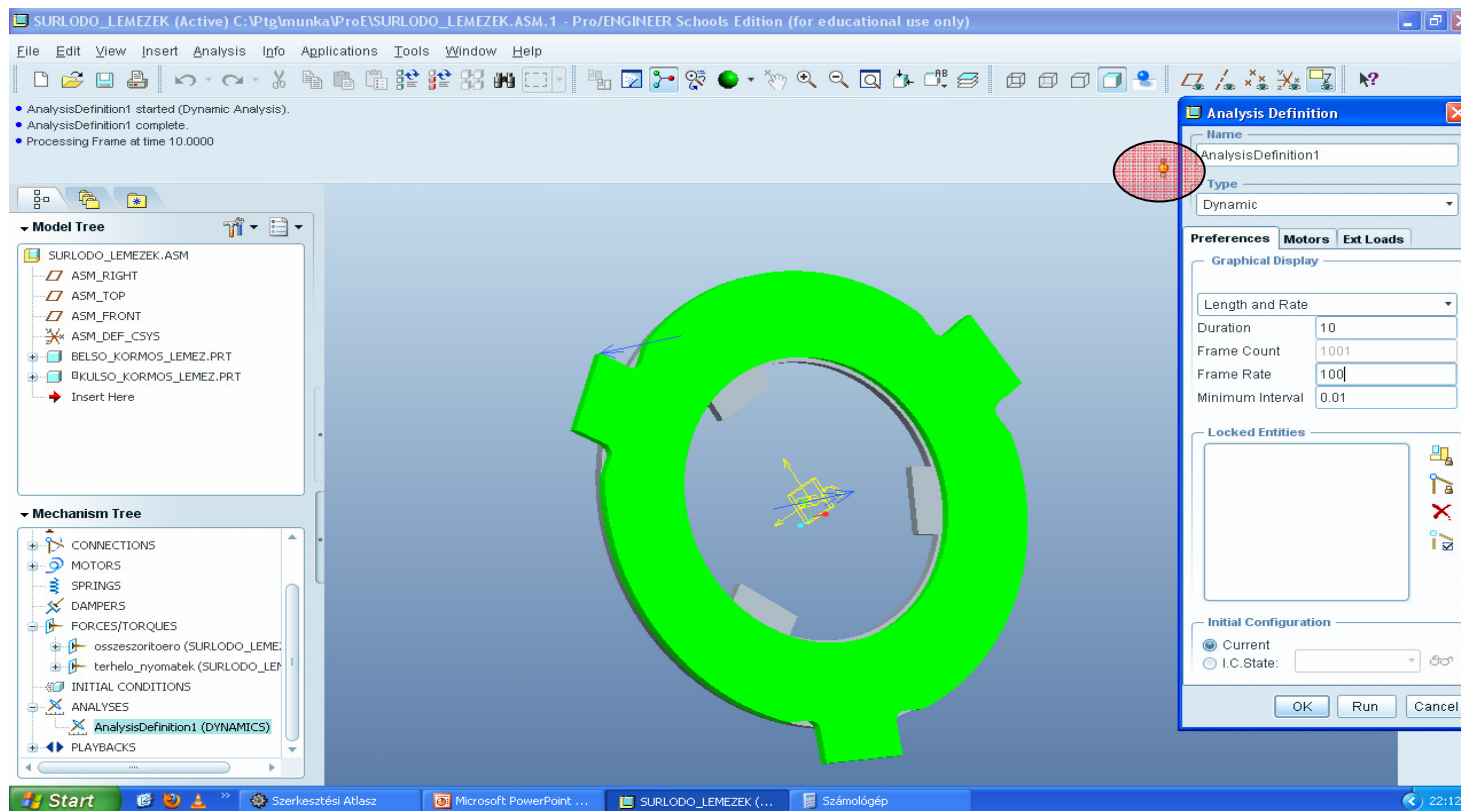 SURLODO_LEMEZEK (Active) C:\Ptg\munka\ProE\SURLODO_LEMEZEK.ASM.1 - Pro/ENGINEER Schools Edition (for educational use only)
File Edit View Insert Analysis Info Applications Tools Window Help
AnalysisDefinition1 started (Dynamic Analysis).
AnalysisDefinition1 complete.
Processing Frame at time 10.0000
Model Tree
SURLODO_LEMEZEK.ASM
ASM_RIGHT
ASM_TOP
ASM_FRONT
ASM_DEF_CSYS
BELSO_KORMOS_LEMEZ.PRT
KULSO_KORMOS_LEMEZ.PRT
Insert Here
Mechanism Tree
CONNECTIONS
MOTORS
SPRINGS
DAMPERS
FORCES/TORQUES
osszeszoritoero (SURLODO_LEME
terhelo_nyomatek (SURLODO_LEM
INITIAL CONDITIONS
ANALYSES
AnalysisDefinition1 (DYNAMICS)
PLAYBACKS
Analysis Definition
Name
AnalysisDefinition1
Type
Dynamic
Preferences Motors Ext Loads
Graphical Display
Length and Rate
Duration 10
Frame Count 1001
Frame Rate 100
Minimum Interval 0.01
Locked Entities
Initial Configuration
Current
I.C.State:
OK Run Cancel
Start Szerkesztési Atlasz Microsoft PowerPoint ... SURLODO_LEMEZEK (... Számológép 22:12